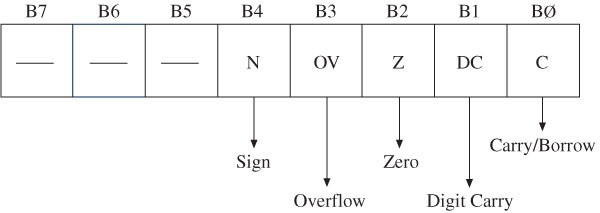 B7 B6 B5 B4 B3 B2 B1 BØ
— — — N OV Z DC C
Carry/Borrow
Sign Zero
Overflow Digit Carry